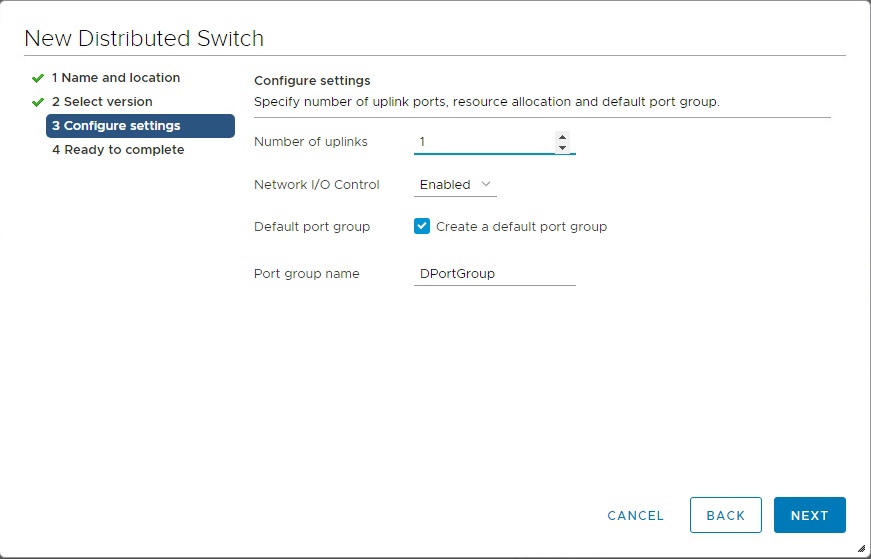 New Distributed Switch
1 Name and location
2 Select version
3 Configure settings
4 Ready to complete
Configure settings
Specify number of uplink ports, resource allocation and default port group.
Number of uplinks 1
Network I/O Control Enabled
Default port group Create a default port group
Port group name DPortGroup
CANCEL BACK NEXT